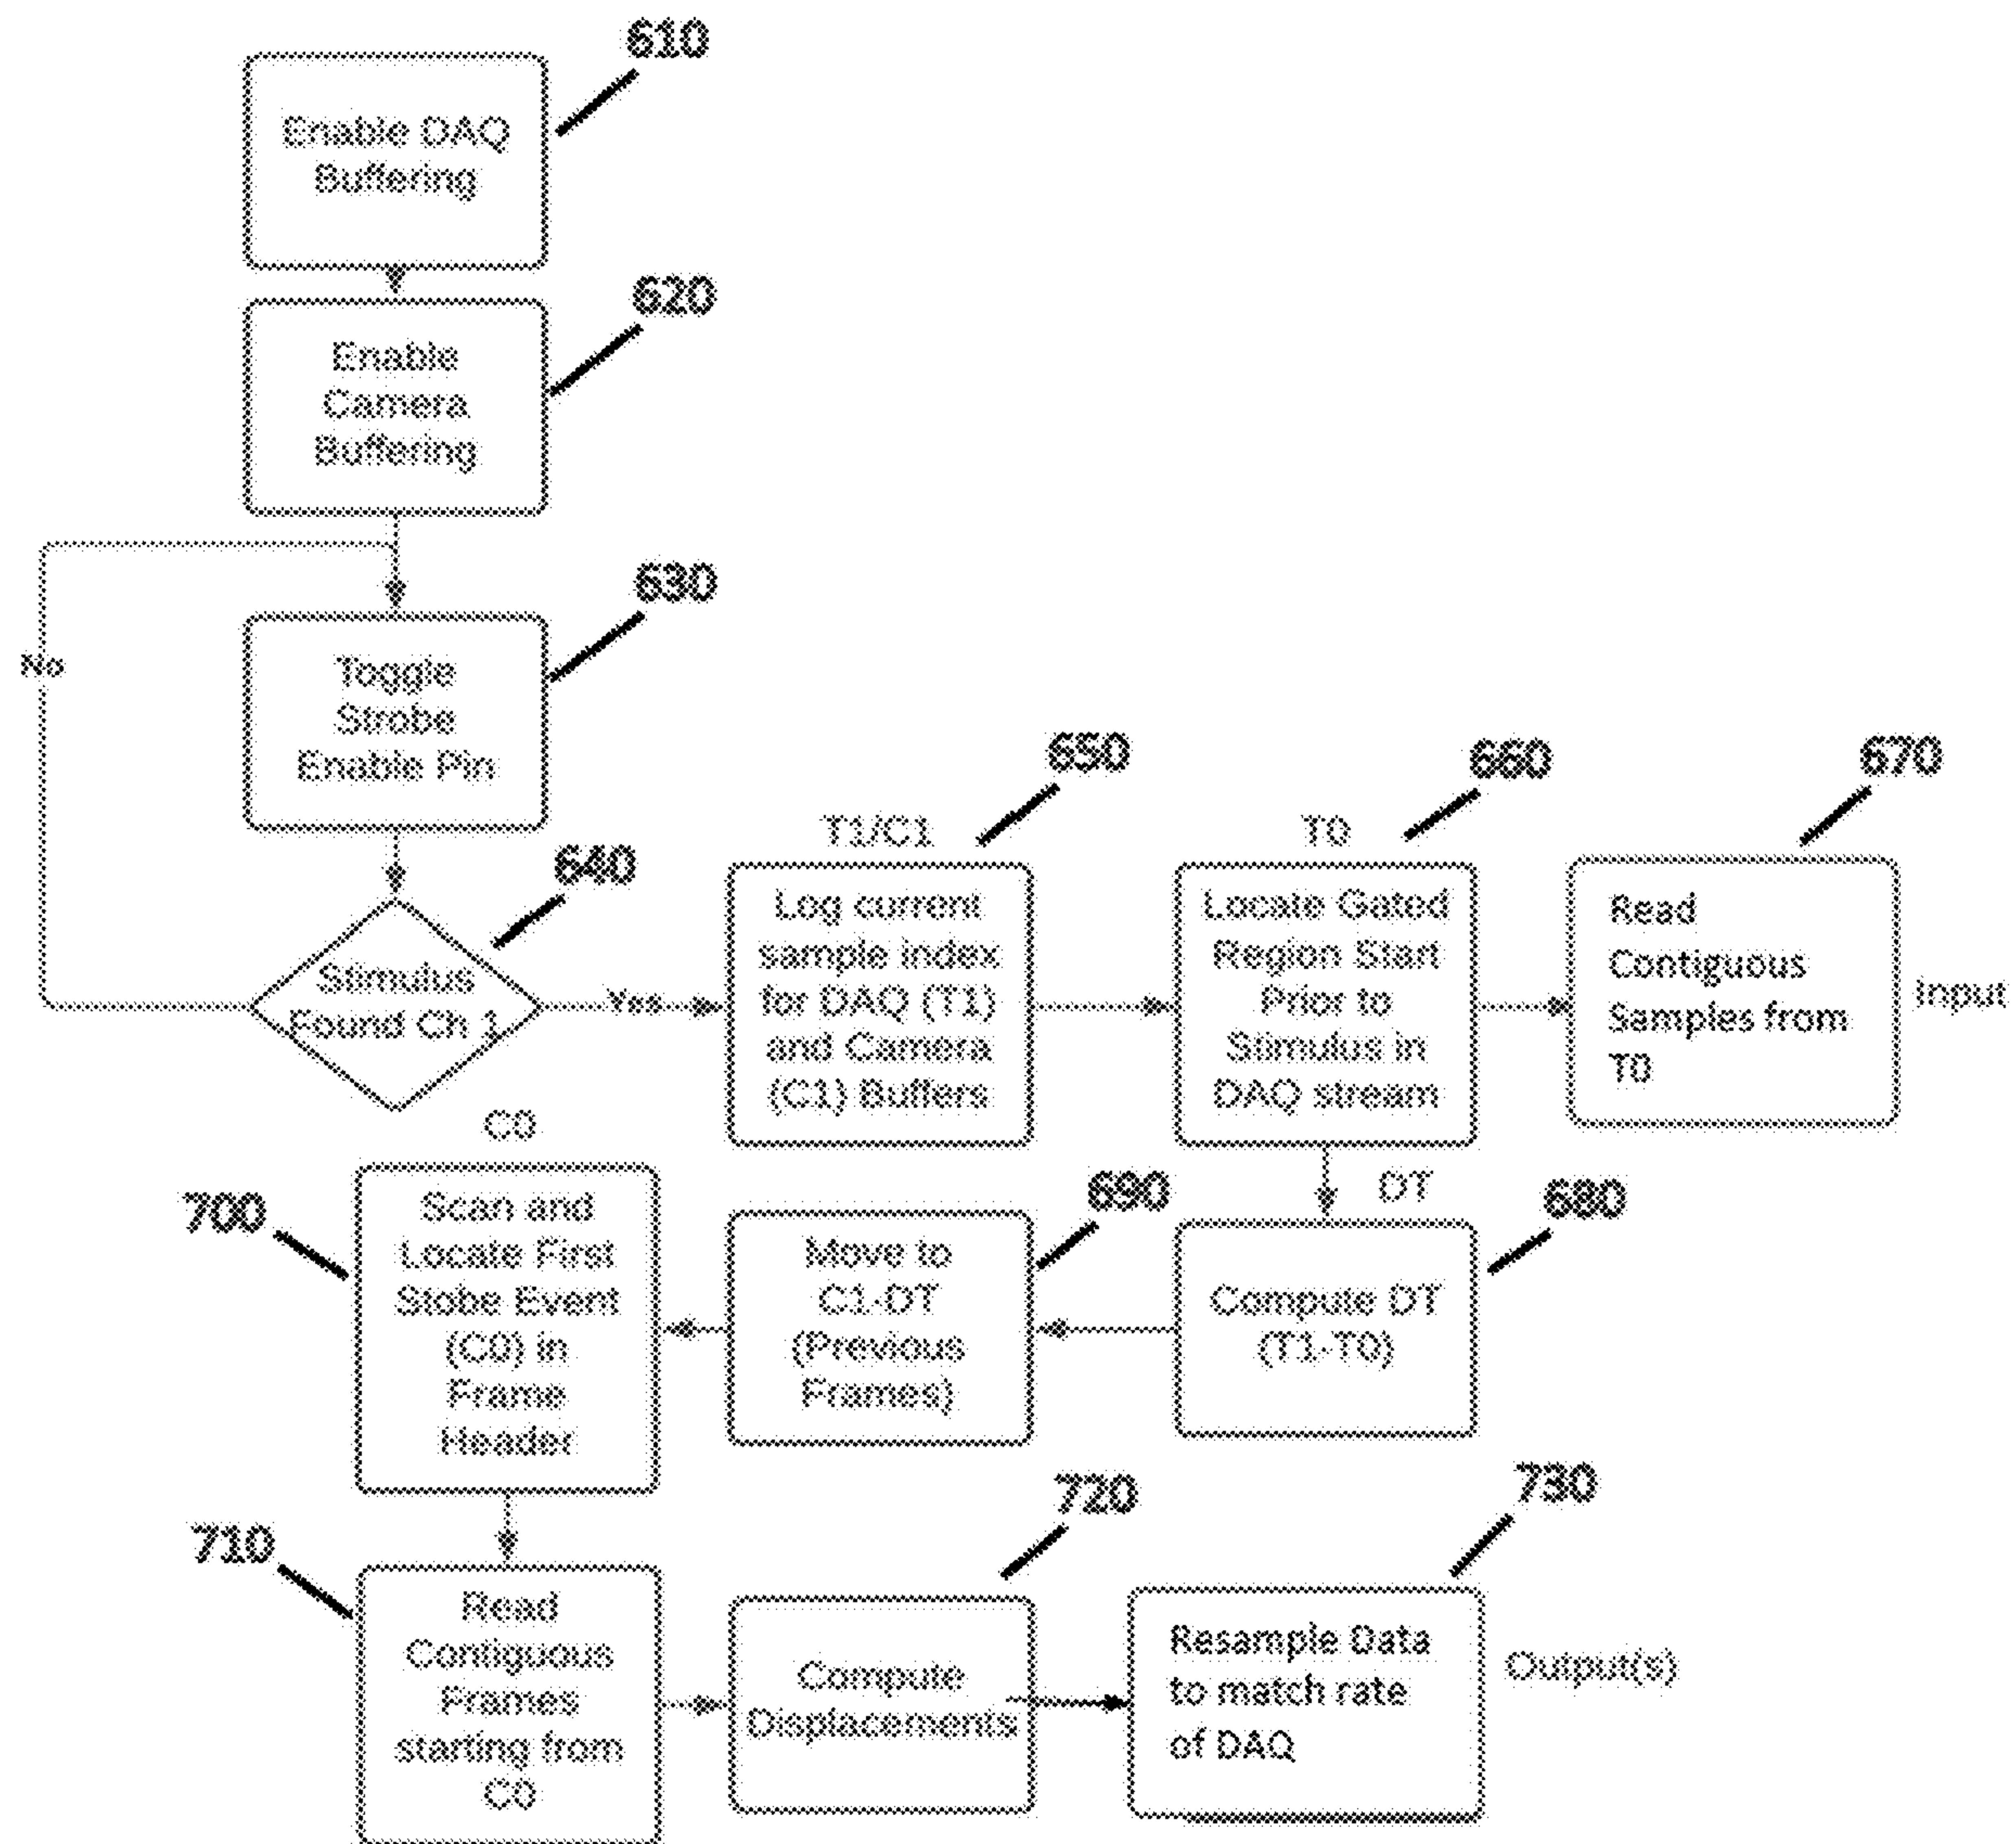 610
Enable DAQ
Buffering
620
Enable
Camera
Buffering
630
Toggle
Strobe
Enable Pin
No
640
Stimulus
Found Ch 1
Yes
650
T1/C1
Log current
sample index
for DAQ (T1)
and Camera
(C1) Buffers
660
T0
Locate Gated
Region Start
Prior to
Stimulus in
DAQ stream
670
Read
Contiguous
Samples from
T0
Input
DT
680
Compute DT
(T1-T0)
690
Move to
C1-DT
(Previous
Frames)
C0
700
Scan and
Locate First
Stobe Event
(C0) in
Frame
Header
710
Read
Contiguous
Frames
starting from
C0
720
Compute
Displacements
730
Resample Data
to match rate
of DAQ
Output(s)